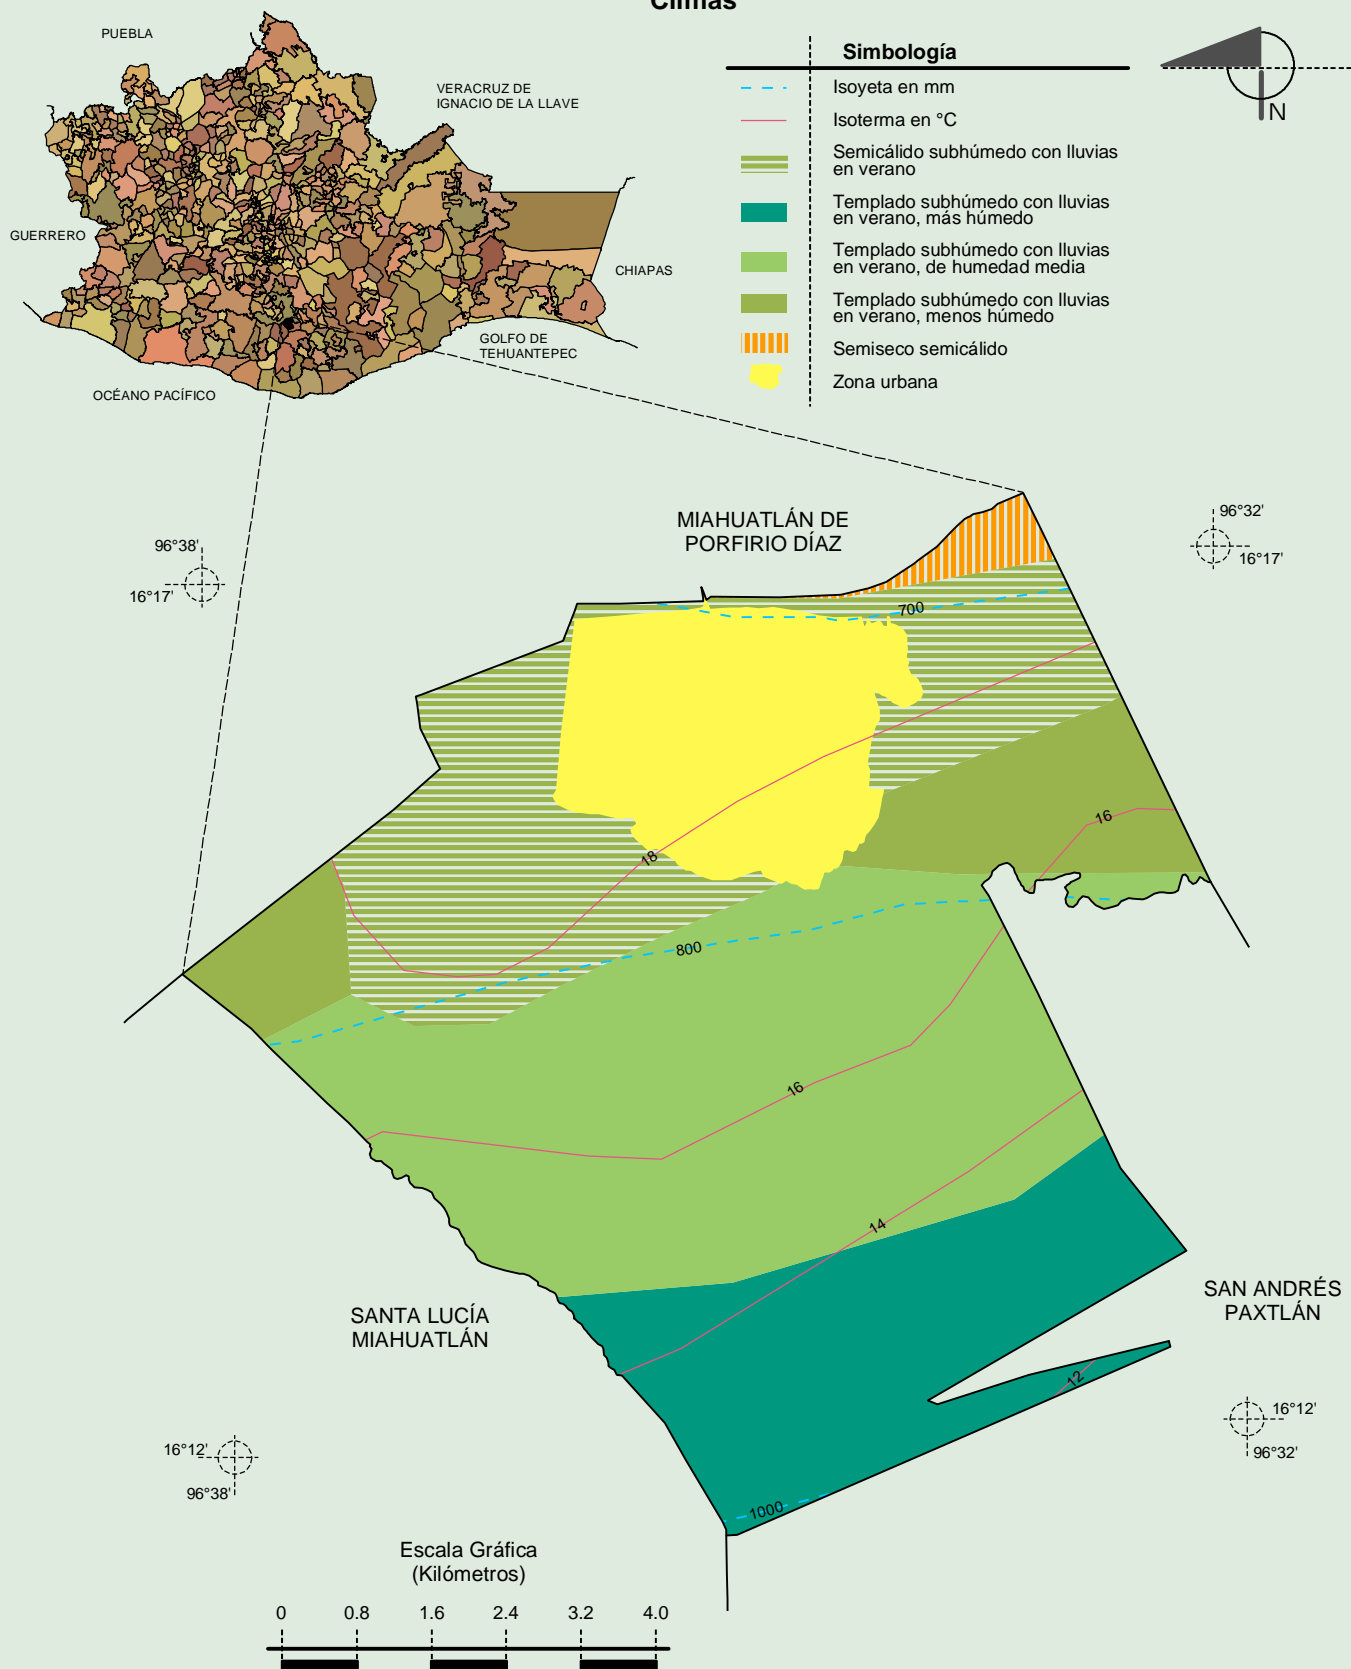 Climas
PUEBLA
VERACRUZ DE
IGNACIO DE LA LLAVE
GUERRERO
CHIAPAS
GOLFO DE
TEHUANTEPEC
OCÉANO PACÍFICO
Simbología
Isoyeta en mm
Isoterma en °C
Semicálido subhúmedo con lluvias
en verano
Templado subhúmedo con lluvias
en verano, más húmedo
Templado subhúmedo con lluvias
en verano, de humedad media
Templado subhúmedo con lluvias
en verano, menos húmedo
Semiseco semicálido
Zona urbana
N
96°38'
16°17'
MIAHUATLÁN DE
PORFIRIO DÍAZ
96°32'
16°17'
700
16
18
800
16
14
12
1000
SANTA LUCÍA
MIAHUATLÁN
SAN ANDRÉS
PAXTLÁN
16°12'
96°38'
16°12'
96°32'
Escala Gráfica
(Kilómetros)
0 0.8 1.6 2.4 3.2 4.0